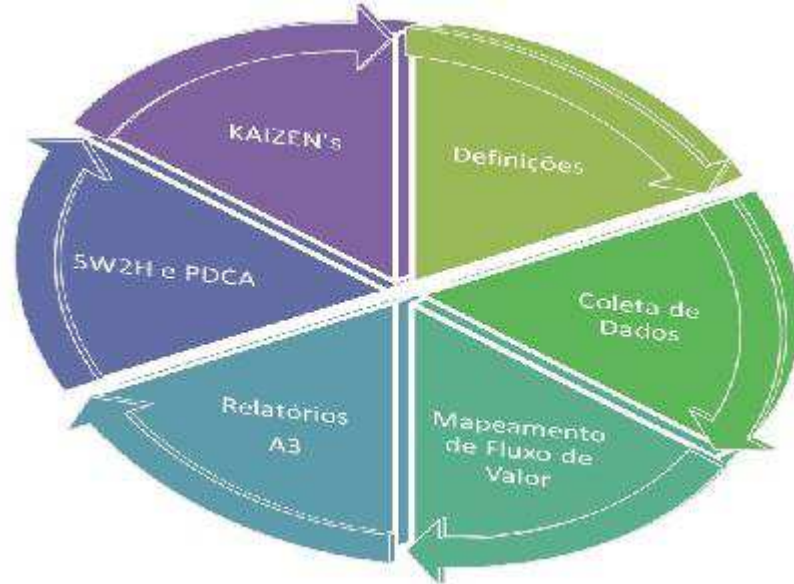 KAIZEN's
Definições
5W2H e PDCA
Coleta de
Dados
Relatórios
A3
Mapeamento
de Fluxo de
Valor